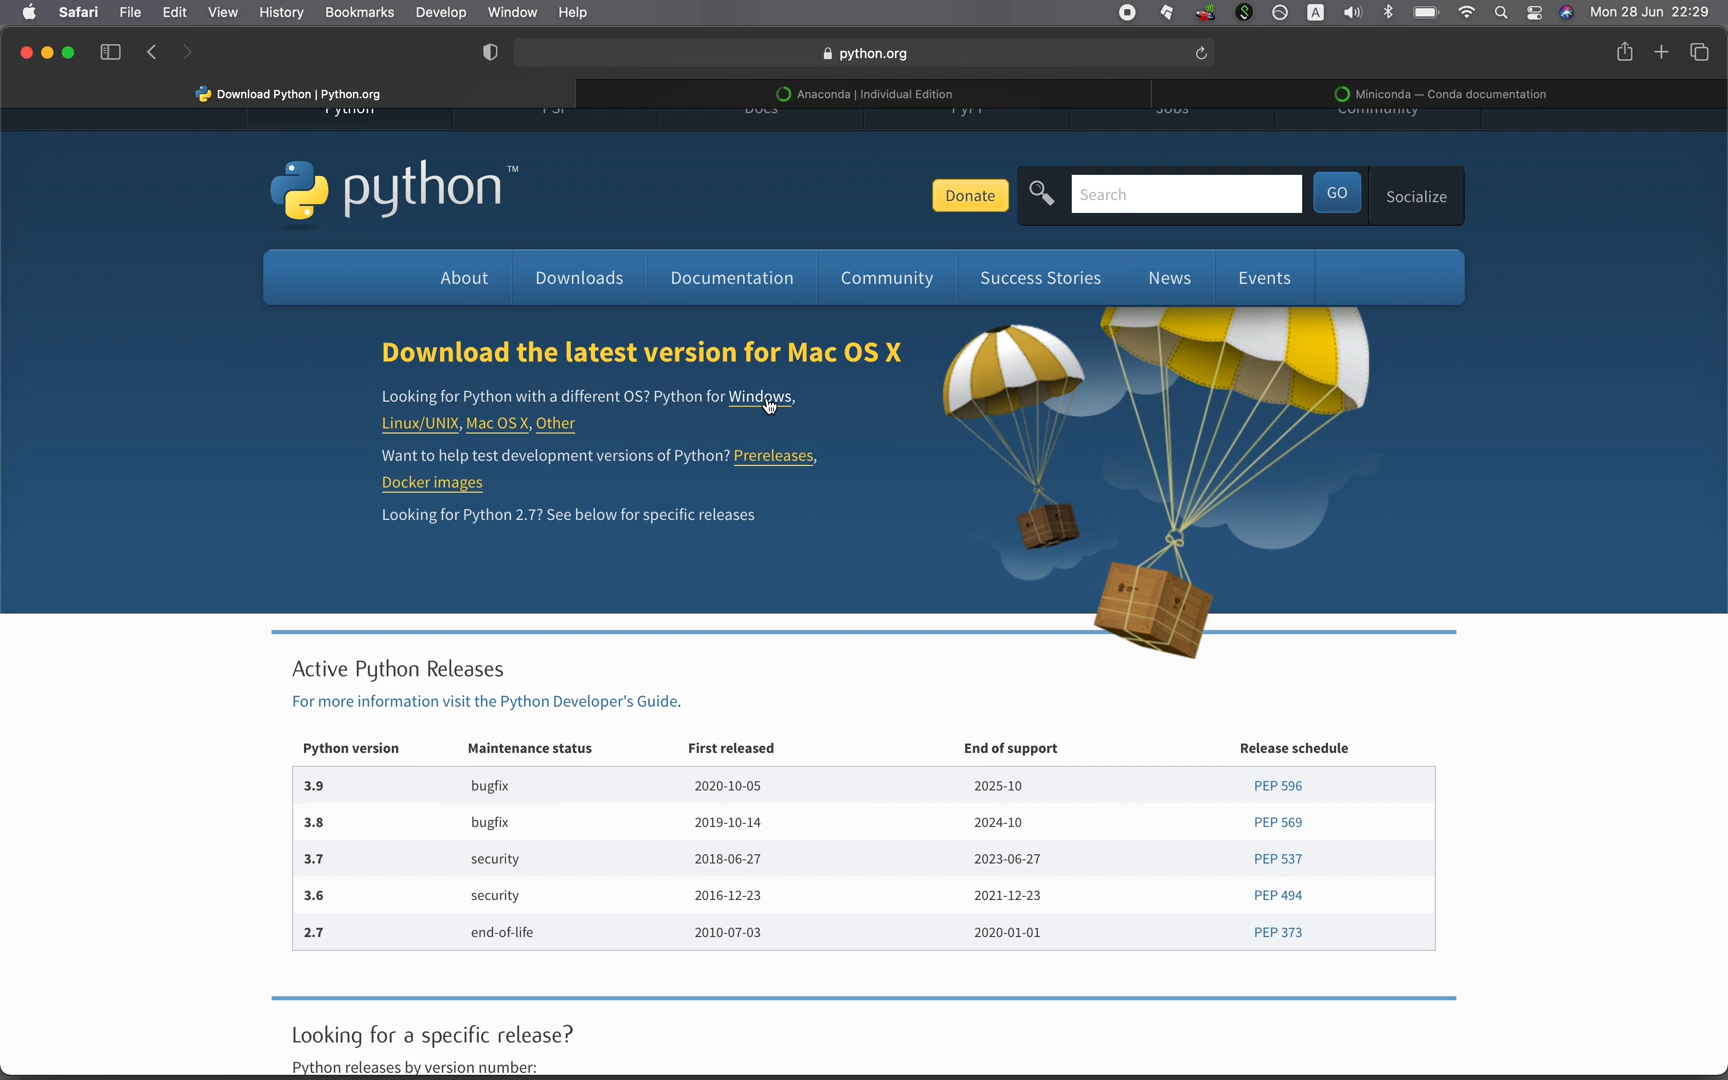 Safari File Edit View History Bookmarks Develop Window Help A Mon 28 Jun 22:29
python.org
Download Python | Python.org Anaconda | Individual Edition Miniconda — Conda documentation
Python PSF Docs PyPI Jobs Community
python™ Donate Search GO Socialize
About Downloads Documentation Community Success Stories News Events
Download the latest version for Mac OS X
Looking for Python with a different OS? Python for Windows,
Linux/UNIX, Mac OS X, Other
Want to help test development versions of Python? Prereleases,
Docker images
Looking for Python 2.7? See below for specific releases
Active Python Releases
For more information visit the Python Developer's Guide.
Python version Maintenance status First released End of support Release schedule
3.9 bugfix 2020-10-05 2025-10 PEP 596
3.8 bugfix 2019-10-14 2024-10 PEP 569
3.7 security 2018-06-27 2023-06-27 PEP 537
3.6 security 2016-12-23 2021-12-23 PEP 494
2.7 end-of-life 2010-07-03 2020-01-01 PEP 373
Looking for a specific release?
Python releases by version number: